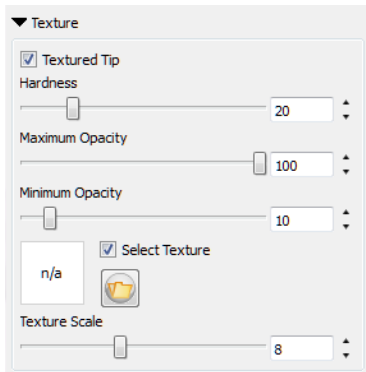 Texture
Textured Tip
Hardness
20
Maximum Opacity
100
Minimum Opacity
10
n/a
Select Texture
Texture Scale
8